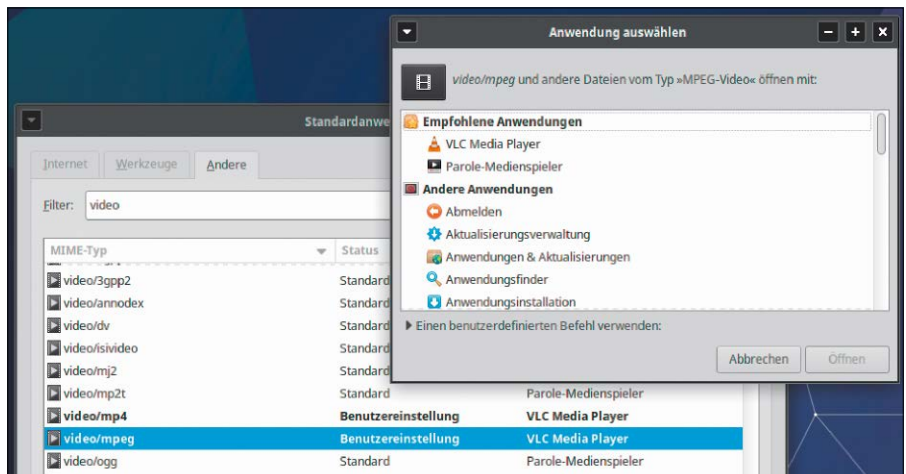 Anwendung auswählen
video/mpeg und andere Dateien vom Typ »MPEG-Video« öffnen mit:
Empfohlene Anwendungen
VLC Media Player
Parole-Medienspieler
Andere Anwendungen
Abmelden
Aktualisierungsverwaltung
Anwendungen & Aktualisierungen
Anwendungsfinder
Anwendungsinstallation
Einen benutzerdefinierten Befehl verwenden:
Abbrechen Öffnen
Standardanwe
Internet Werkzeuge Andere
Filter: video
MIME-Typ Status
video/3gpp2 Standard
video/annodex Standard
video/dv Standard
video/isivideo Standard
video/mj2 Standard
video/mp2t Standard Parole-Medienspieler
video/mp4 Benutzereinstellung VLC Media Player
video/mpeg Benutzereinstellung VLC Media Player
video/ogg Standard Parole-Medienspieler